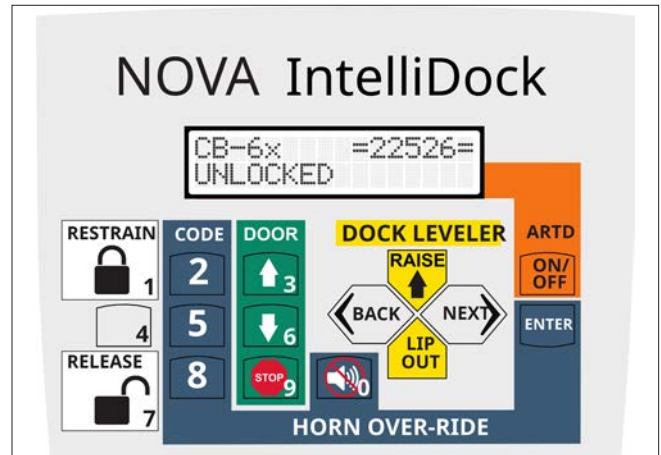 NOVA IntelliDock
CB-6x =22526=
UNLOCKED
RESTRAIN
1
CODE
2
DOOR
3
DOCK LEVELER
RAISE
ARTD
ON/
OFF
4
5
6
BACK
NEXT
LIP
OUT
ENTER
RELEASE
7
8
STOP
9
0
HORN OVER-RIDE